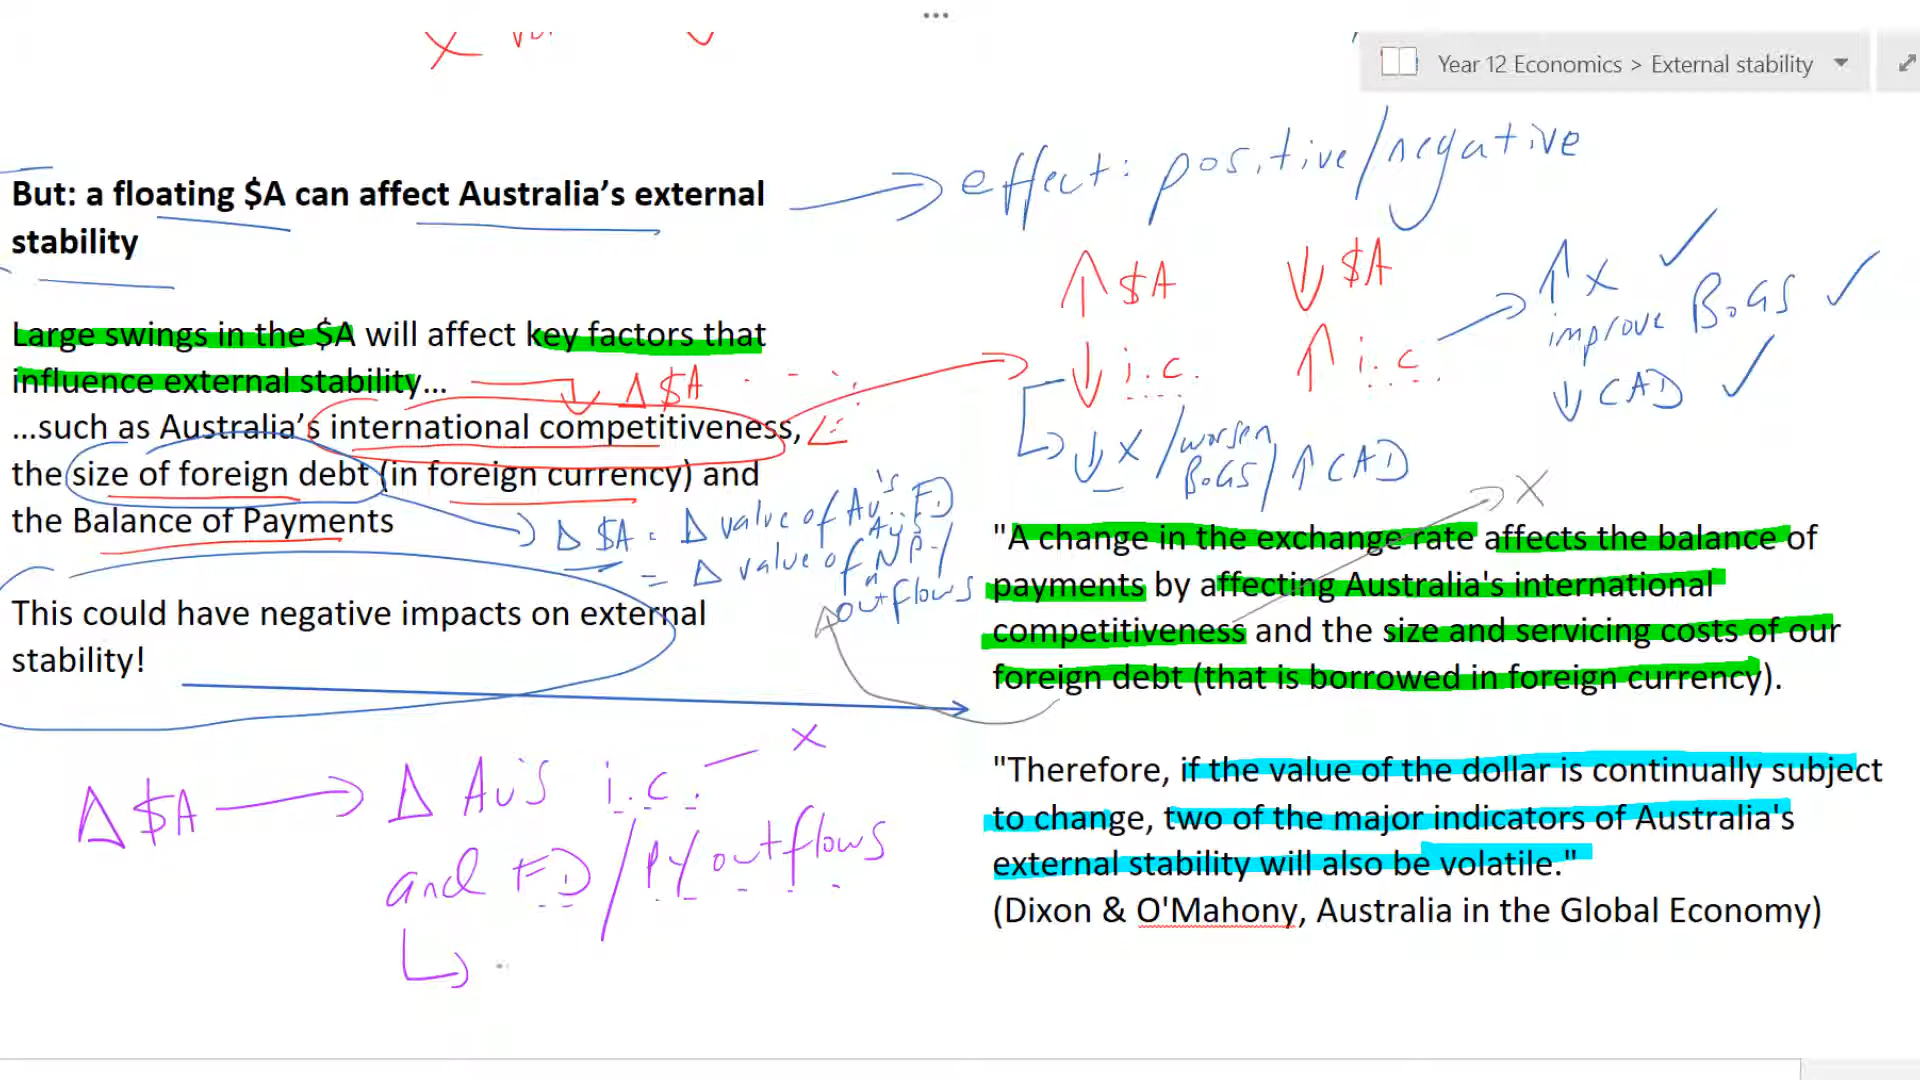 Year 12 Economics > External stability
But: a floating $A can affect Australia's external
stability
effect: positive/negative
Large swings in the $A will affect key factors that
influence external stability...
Δ $A
...such as Australia's international competitiveness,
the size of foreign debt (in foreign currency) and
the Balance of Payments
This could have negative impacts on external
stability!
↑ $A
↓ i.c.
↓ X / worsen BoGS / ↑ CAD
↓ $A
↑ i.c.
↑ X ✓
improve BoGS ✓
↓ CAD ✓
Δ $A = Δ value of Au's FD
= Δ value of Au's NPY
outflows
X
"A change in the exchange rate affects the balance of
payments by affecting Australia's international
competitiveness and the size and servicing costs of our
foreign debt (that is borrowed in foreign currency).
"Therefore, if the value of the dollar is continually subject
to change, two of the major indicators of Australia's
external stability will also be volatile."
(Dixon & O'Mahony, Australia in the Global Economy)
Δ $A → Δ Au's i.c. – X
and FD / PY outflows